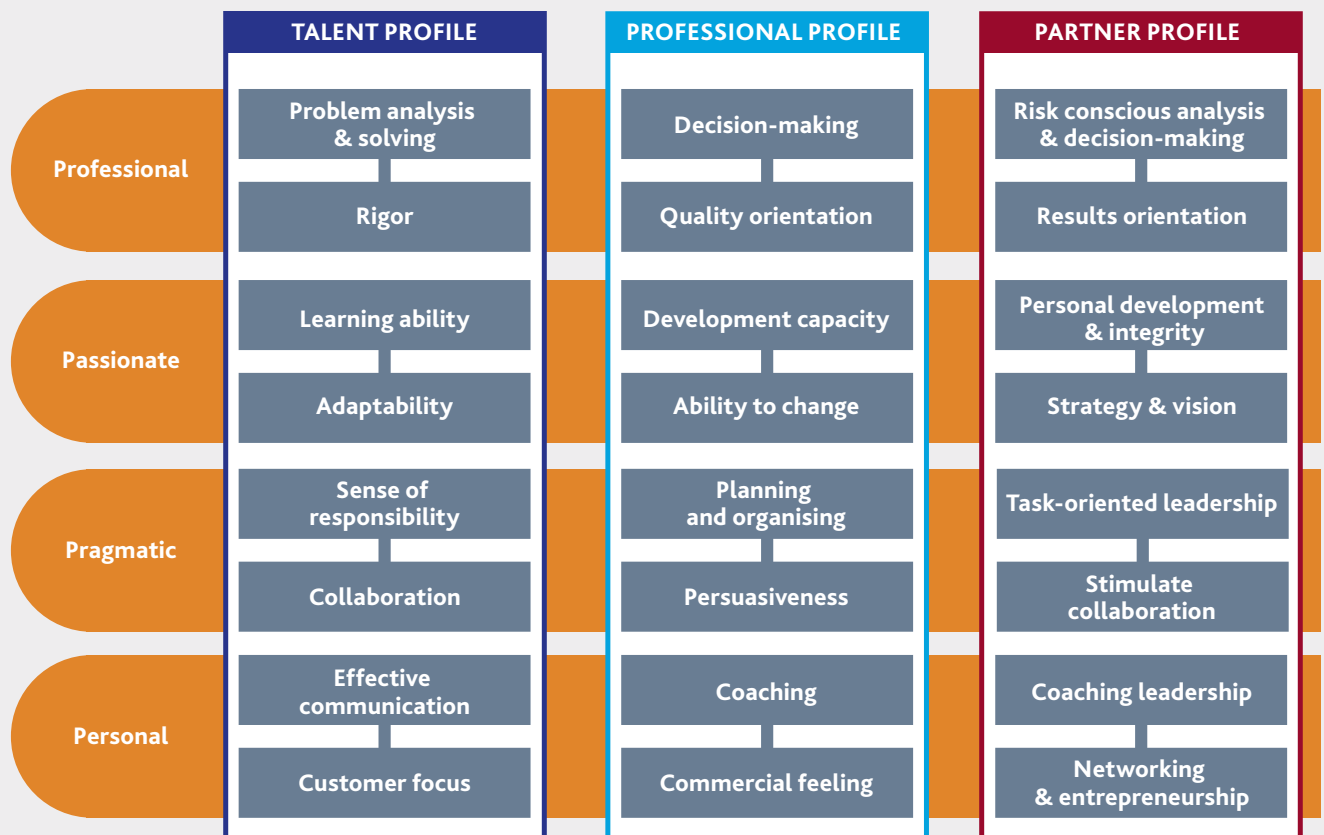 TALENT PROFILE
PROFESSIONAL PROFILE
PARTNER PROFILE
Professional
Problem analysis
& solving
Decision-making
Risk conscious analysis
& decision-making
Rigor
Quality orientation
Results orientation
Passionate
Learning ability
Development capacity
Personal development
& integrity
Adaptability
Ability to change
Strategy & vision
Pragmatic
Sense of
responsibility
Planning
and organising
Task-oriented leadership
Collaboration
Persuasiveness
Stimulate
collaboration
Personal
Effective
communication
Coaching
Coaching leadership
Customer focus
Commercial feeling
Networking
& entrepreneurship